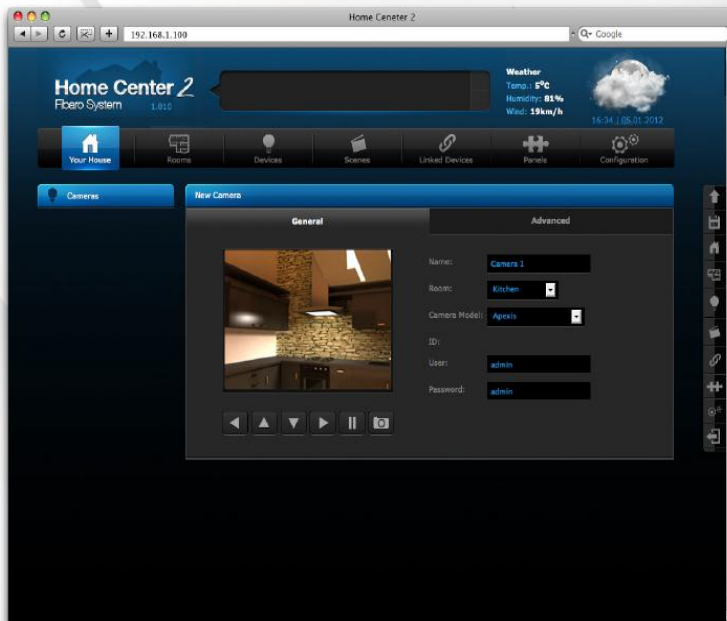 Home Ceneter 2
192.168.1.100
Google
Home Center 2
Fibaro System 1.010
Weather
Temp.: 5°C
Humidity: 81%
Wind: 19km/h
16:34 | 05.01.2012
Your House
Rooms
Devices
Scenes
Linked Devices
Panels
Configuration
Cameras
New Camera
General
Advanced
Name: Camera 1
Room: Kitchen
Camera Model: Apexis
ID:
User: admin
Password: admin